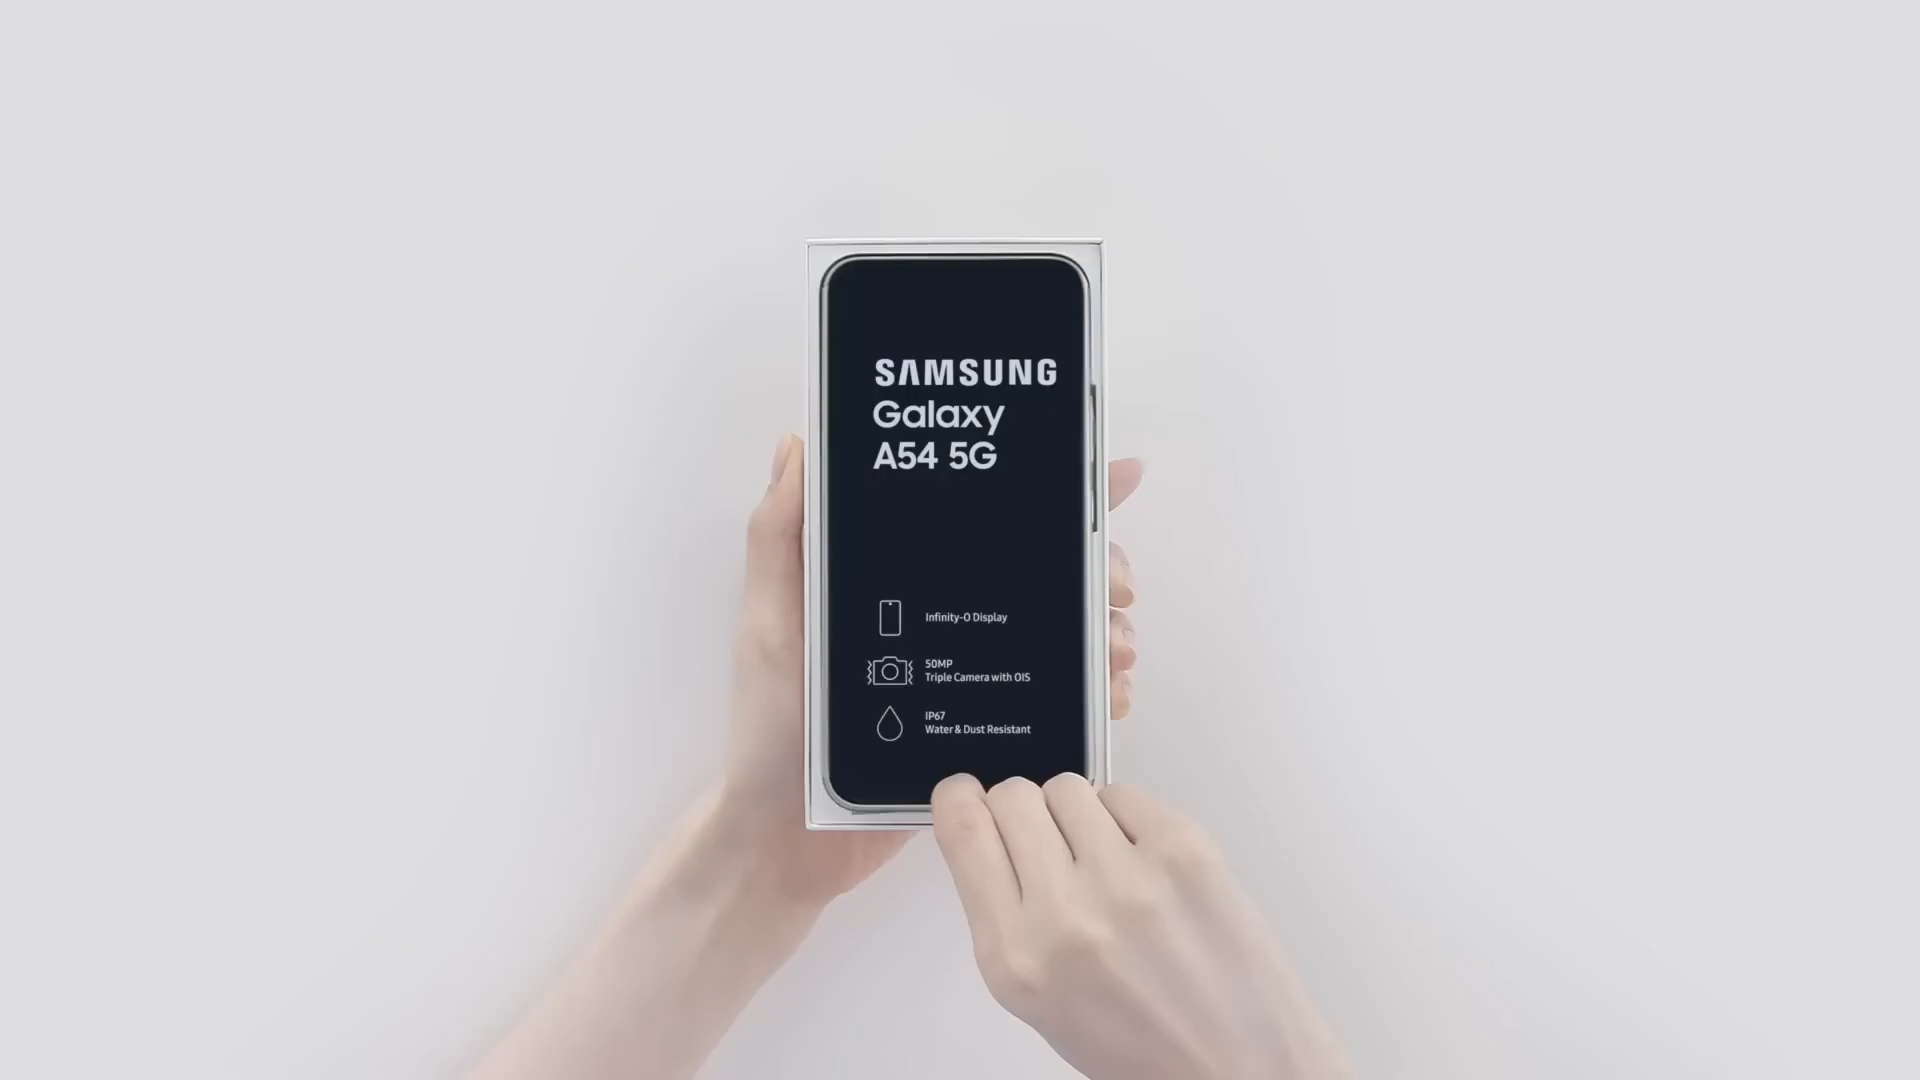 SAMSUNG
Galaxy
A54 5G
Infinity-O Display
50MP
Triple Camera with OIS
IP67
Water & Dust Resistant